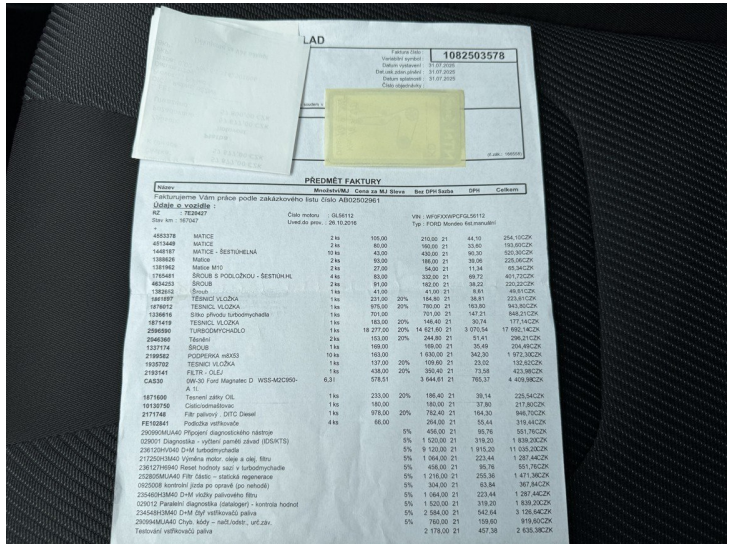 LAD
Faktura číslo : 1082503578
Variabilní symbol :
Datum vystavení : 31.07.2025
Dat.usk.zdan.plnění : 31.07.2025
Datum splatnosti : 31.07.2025
Číslo objednávky :
PŘEDMĚT FAKTURY
Název Množství/MJ Cena za MJ Sleva Bez DPH Sazba DPH Celkem
Fakturujeme Vám práce podle zakázkového listu číslo AB02502961
Údaje o vozidle :
RZ : 7E20427 Číslo motoru : GL56112 VIN : WF0FXXWPCFGL56112
Stav km : 167047 Uved.do prov. : 26.10.2016 Typ : FORD Mondeo 6st.manuální
4583378 MATICE 2 ks 105,00 210,00 21 44,10 254,10CZK
4513449 MATICE 2 ks 80,00 160,00 21 33,60 193,60CZK
1449167 MATICE - ŠESTIÚHELNÁ 10 ks 43,00 430,00 21 90,30 520,30CZK
1388626 Matice 2 ks 93,00 186,00 21 39,06 225,06CZK
1381962 Matice M10 2 ks 27,00 54,00 21 11,34 65,34CZK
1765481 ŠROUB S PODLOŽKOU - ŠESTIÚH.HL 4 ks 83,00 332,00 21 69,72 401,72CZK
4634253 ŠROUB 2 ks 91,00 182,00 21 38,22 220,22CZK
Šroub 1 ks 41,00 41,00 21 8,61 49,61CZK
TĚSNICÍ VLOŽKA 1 ks 231,00 20% 184,80 21 38,81 223,61CZK
1876012 TĚSNICÍ VLOŽKA 1 ks 975,00 20% 780,00 21 163,80 943,80CZK
1336616 Sítko přívodu turbodmychadla 1 ks 701,00 701,00 21 147,21 848,21CZK
1871419 TĚSNICÍ VLOŽKA 1 ks 183,00 20% 146,40 21 30,74 177,14CZK
2596590 TURBODMYCHADLO 1 ks 18 277,00 20% 14 621,60 21 3 070,54 17 692,14CZK
2046360 Těsnění 2 ks 153,00 20% 244,80 21 51,41 296,21CZK
1337174 ŠROUB 1 ks 169,00 169,00 21 35,49 204,49CZK
2199582 PODPERKA m8X53 10 ks 163,00 1 630,00 21 342,30 1 972,30CZK
1935702 TĚSNICÍ VLOŽKA 1 ks 137,00 20% 109,60 21 23,02 132,62CZK
2193141 FILTR - OLEJ 1 ks 438,00 20% 350,40 21 73,58 423,98CZK
CAS30 0W-30 Ford Magnatec D WSS-M2C950- 6,31 578,51 3 644,61 21 765,37 4 409,98CZK
A 1l.
1671600 Tesneni zátky OIL 1 ks 233,00 20% 186,40 21 39,14 225,54CZK
10130750 Cistic/odmašťovac 1 ks 180,00 180,00 21 37,80 217,80CZK
2171748 Filtr palivový , DITC Diesel 1 ks 978,00 20% 782,40 21 164,30 946,70CZK
FE102841 Podložka vstřikovače 4 ks 66,00 264,00 21 55,44 319,44CZK
290990MUA40 Připojení diagnostického nástroje 5% 456,00 21 95,76 551,76CZK
029001 Diagnostika - vyčtení paměti závad (IDS/KTS) 5% 1 520,00 21 319,20 1 839,20CZK
236120HV040 D+M turbodmychadla 5% 9 120,00 21 1 915,20 11 035,20CZK
217250H3M40 Výměna motor. oleje a olej. filtru 5% 1 064,00 21 223,44 1 287,44CZK
236127H6940 Reset hodnoty sazí v turbodmychadle 5% 456,00 21 95,76 551,76CZK
252805MUA40 Filtr částic – statická regenerace 5% 1 216,00 21 255,36 1 471,36CZK
0925008 kontrolní jízda po opravě (po nehodě) 5% 304,00 21 63,84 367,84CZK
235460H3M40 D+M vložky palivového filtru 5% 1 064,00 21 223,44 1 287,44CZK
029012 Paralelní diagnostika (dataloger) - kontrola hodnot 5% 1 520,00 21 319,20 1 839,20CZK
234548H3M40 D+M čtyř vstřikovačů paliva 5% 2 584,00 21 542,64 3 126,64CZK
290994MUA40 Chyb. kódy – načt./odstr., urč.záv. 5% 760,00 21 159,60 919,60CZK
Testování vstřikovačů paliva 2 178,00 21 457,38 2 635,38CZK